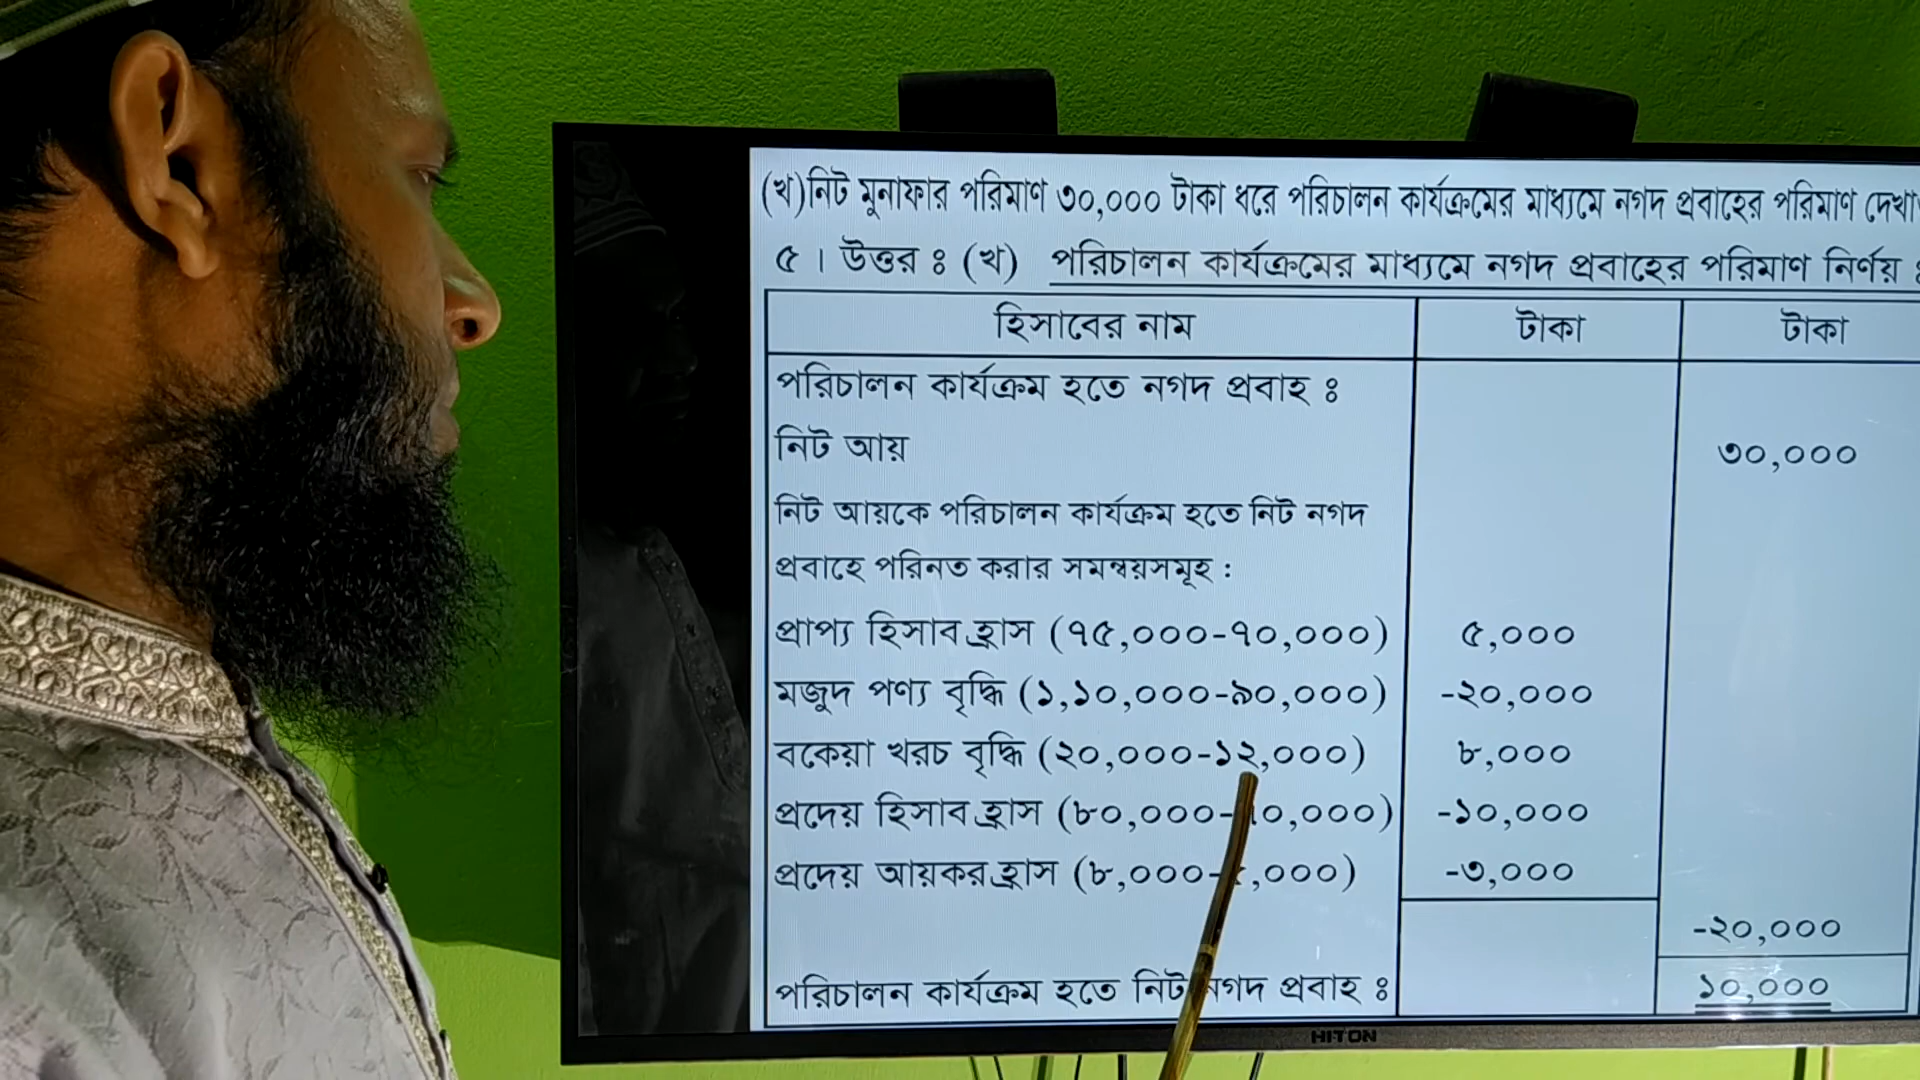 (খ)নিট মুনাফার পরিমাণ ৩০,০০০ টাকা ধরে পরিচালন কার্যক্রমের মাধ্যমে নগদ প্রবাহের পরিমাণ
৫ । উত্তর ঃ (খ) পরিচালন কার্যক্রমের মাধ্যমে নগদ প্রবাহের পরিমাণ নির্ণয় ঃ
হিসাবের নাম টাকা টাকা
পরিচালন কার্যক্রম হতে নগদ প্রবাহ ঃ
নিট আয় ৩০,০০০
নিট আয়কে পরিচালন কার্যক্রম হতে নিট নগদ
প্রবাহে পরিনত করার সমন্বয়সমূহ :
প্রাপ্য হিসাব হ্রাস (৭৫,০০০-৭০,০০০) ৫,০০০
মজুদ পণ্য বৃদ্ধি (১,১০,০০০-৯০,০০০) -২০,০০০
বকেয়া খরচ বৃদ্ধি (২০,০০০-১২,০০০) ৮,০০০
প্রদেয় হিসাব হ্রাস (৮০,০০০-৭০,০০০) -১০,০০০
প্রদেয় আয়কর হ্রাস (৮,০০০-৫,০০০) -৩,০০০
-২০,০০০
পরিচালন কার্যক্রম হতে নিট নগদ প্রবাহ ঃ ১০,০০০
HITON